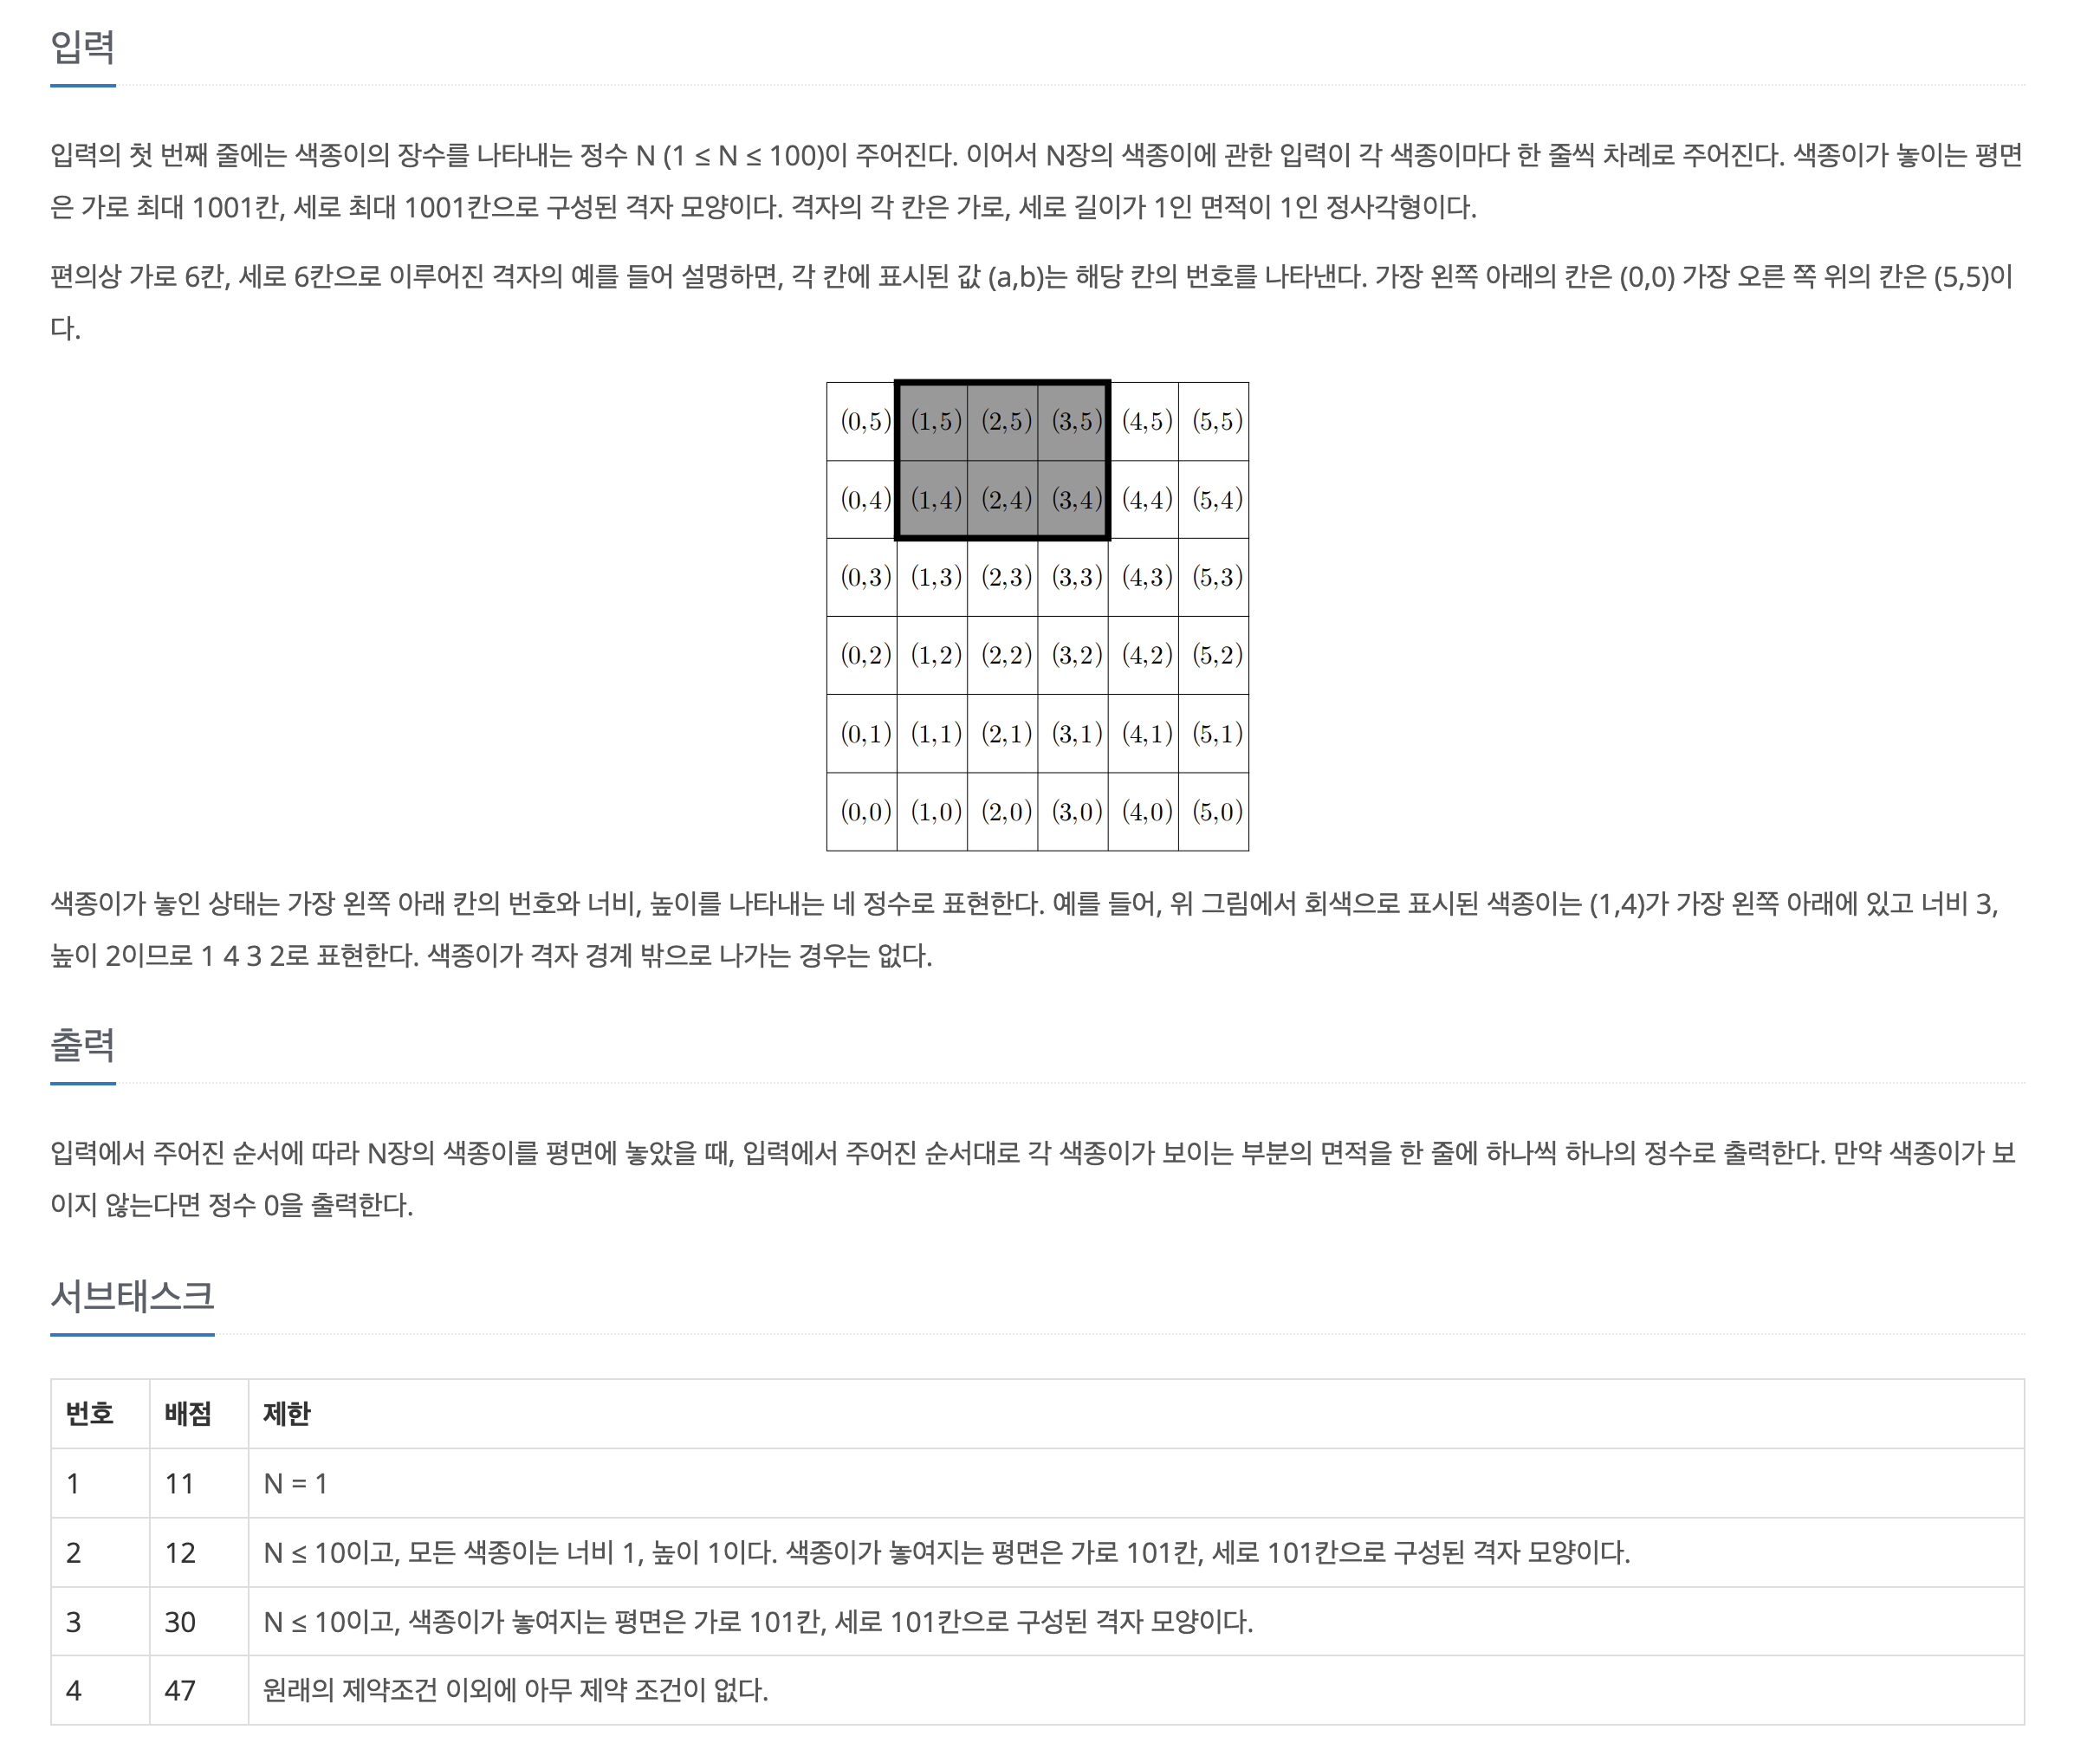 입력
입력의 첫 번째 줄에는 색종이의 장수를 나타내는 정수 N (1 ≤ N ≤ 100)이 주어진다. 이어서 N장의 색종이에 관한 입력이 각 색종이마다 한 줄씩 차례로 주어진다. 색종이가 놓이는 평면
은 가로 최대 1001칸, 세로 최대 1001칸으로 구성된 격자 모양이다. 격자의 각 칸은 가로, 세로 길이가 1인 면적이 1인 정사각형이다.
편의상 가로 6칸, 세로 6칸으로 이루어진 격자의 예를 들어 설명하면, 각 칸에 표시된 값 (a,b)는 해당 칸의 번호를 나타낸다. 가장 왼쪽 아래의 칸은 (0,0) 가장 오른 쪽 위의 칸은 (5,5)이
다.
(0,5) (1,5) (2,5) (3,5) (4,5) (5,5)
(0,4) (1,4) (2,4) (3,4) (4,4) (5,4)
(0,3) (1,3) (2,3) (3,3) (4,3) (5,3)
(0,2) (1,2) (2,2) (3,2) (4,2) (5,2)
(0,1) (1,1) (2,1) (3,1) (4,1) (5,1)
(0,0) (1,0) (2,0) (3,0) (4,0) (5,0)
색종이가 놓인 상태는 가장 왼쪽 아래 칸의 번호와 너비, 높이를 나타내는 네 정수로 표현한다. 예를 들어, 위 그림에서 회색으로 표시된 색종이는 (1,4)가 가장 왼쪽 아래에 있고 너비 3,
높이 2이므로 1 4 3 2로 표현한다. 색종이가 격자 경계 밖으로 나가는 경우는 없다.
출력
입력에서 주어진 순서에 따라 N장의 색종이를 평면에 놓았을 때, 입력에서 주어진 순서대로 각 색종이가 보이는 부분의 면적을 한 줄에 하나씩 하나의 정수로 출력한다. 만약 색종이가 보
이지 않는다면 정수 0을 출력한다.
서브태스크
번호 배점 제한
1 11 N = 1
2 12 N ≤ 10이고, 모든 색종이는 너비 1, 높이 1이다. 색종이가 놓여지는 평면은 가로 101칸, 세로 101칸으로 구성된 격자 모양이다.
3 30 N ≤ 10이고, 색종이가 놓여지는 평면은 가로 101칸, 세로 101칸으로 구성된 격자 모양이다.
4 47 원래의 제약조건 이외에 아무 제약 조건이 없다.